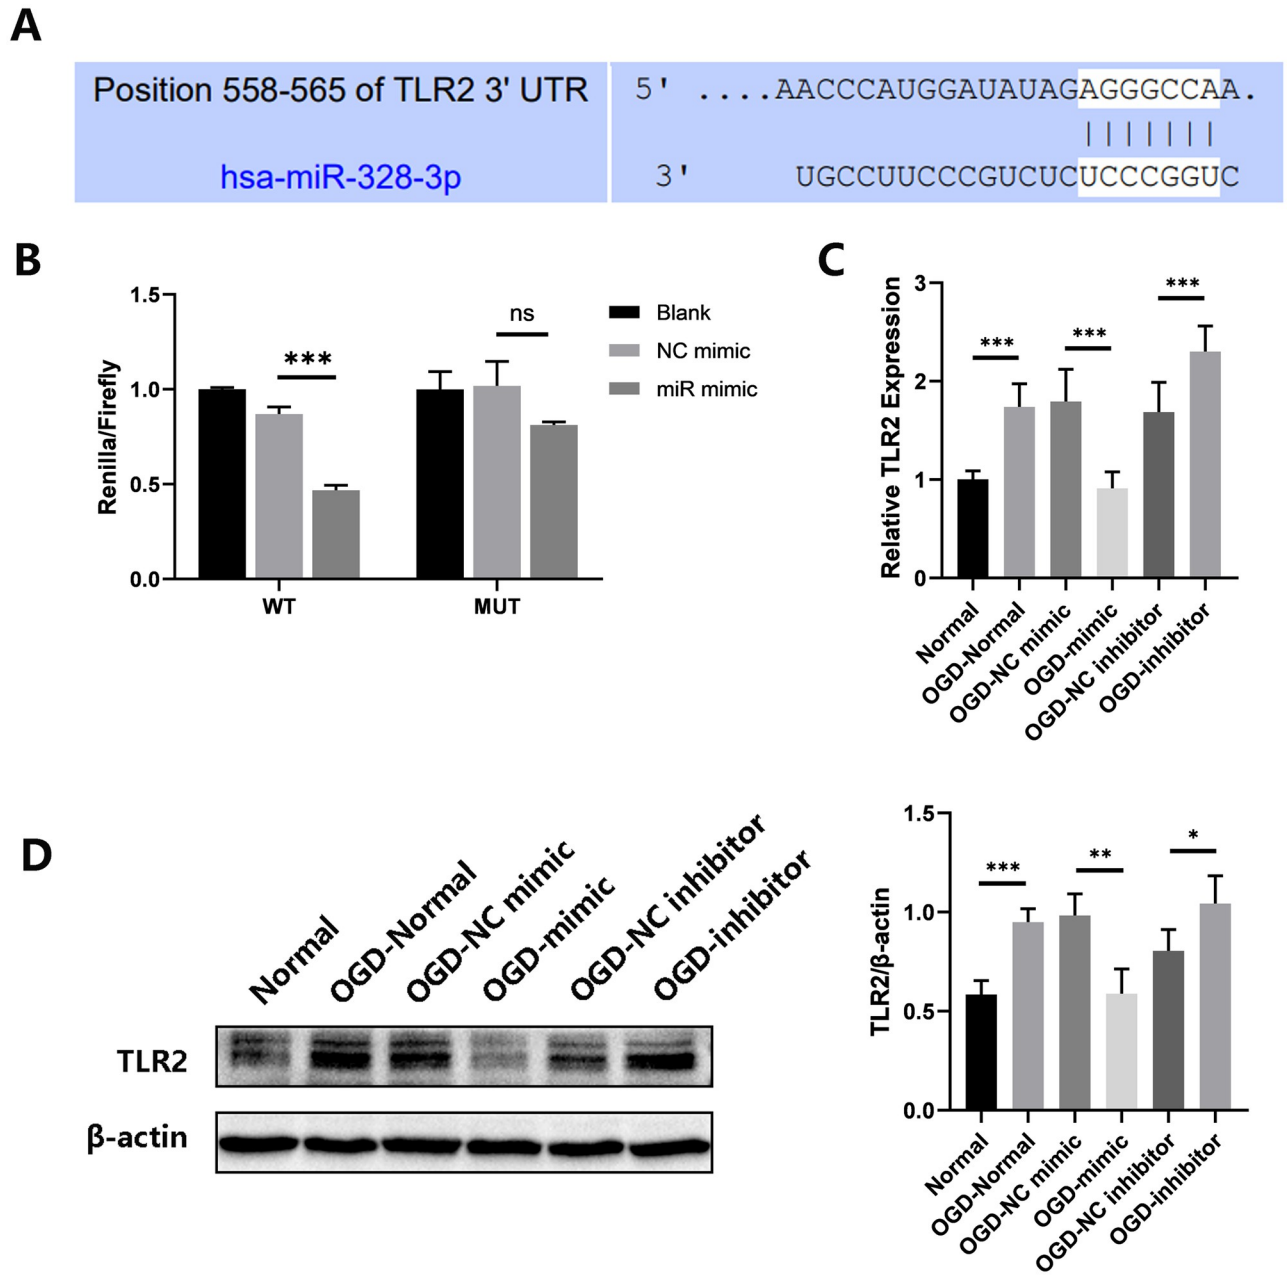 A
Position 558-565 of TLR2 3' UTR
5' ....AACCCAUGGAUAUAGAGGGCCAA.
| | | | | | |
hsa-miR-328-3p
3' UGCCUUCCCGUCUCUCCCGGUC
B
Renilla/Firefly
1.5
1.0
0.5
0.0
***
ns
WT
MUT
Blank
NC mimic
miR mimic
C
Relative TLR2 Expression
3
2
1
0
***
***
***
Normal
OGD-Normal
OGD-NC mimic
OGD-mimic
OGD-NC inhibitor
OGD-inhibitor
D
Normal
OGD-Normal
OGD-NC mimic
OGD-mimic
OGD-NC inhibitor
OGD-inhibitor
TLR2
β-actin
TLR2/β-actin
1.5
1.0
0.5
0.0
***
**
*
Normal
OGD-Normal
OGD-NC mimic
OGD-mimic
OGD-NC inhibitor
OGD-inhibitor